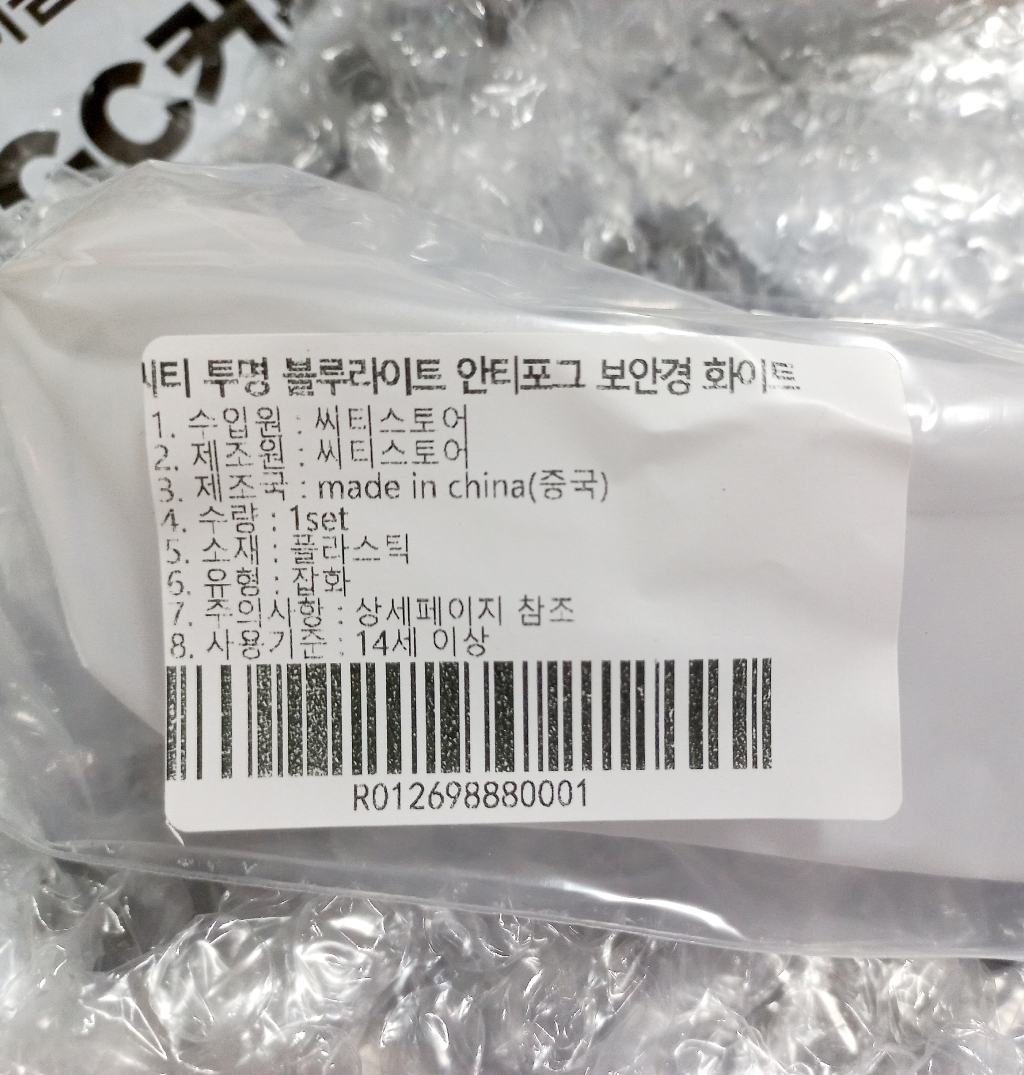 씨티 투명 블루라이트 안티포그 보안경 화이트
1. 수입원 : 씨티스토어
2. 제조원 : 씨티스토어
3. 제조국 : made in china(중국)
4. 수량 : 1set
5. 소재 : 플라스틱
6. 유형 : 잡화
7. 주의사항 : 상세페이지 참조
8. 사용기준 : 14세 이상
R012698880001